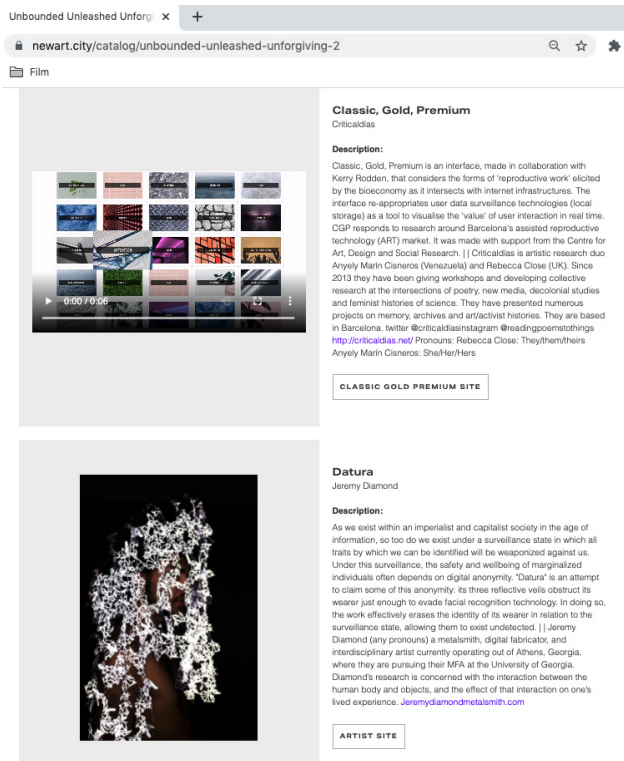 Unbounded Unleashed Unforg
newart.city/catalog/unbounded-unleashed-unforgiving-2
Film
Classic, Gold, Premium
Criticaldías
Description:
Classic, Gold, Premium is an interface, made in collaboration with
Kerry Rodden, that considers the forms of 'reproductive work' elicited
by the bioeconomy as it intersects with internet infrastructures. The
interface re-appropriates user data surveillance technologies (local
storage) as a tool to visualise the 'value' of user interaction in real time.
CGP responds to research around Barcelona's assisted reproductive
technology (ART) market. It was made with support from the Centre for
Art, Design and Social Research. | | Criticaldías is artistic research duo
Anyely Marín Cisneros (Venezuela) and Rebecca Close (UK). Since
2013 they have been giving workshops and developing collective
research at the intersections of poetry, new media, decolonial studies
and feminist histories of science. They have presented numerous
projects on memory, archives and art/activist histories. They are based
in Barcelona. twitter @criticaldiasinstagram @readingpoemstothings
http://criticaldias.net/ Pronouns: Rebecca Close: They/them/theirs
Anyely Marin Cisneros: She/Her/Hers
CLASSIC GOLD PREMIUM SITE
ATTENTION
0:00 / 0:06
Datura
Jeremy Diamond
Description:
As we exist within an imperialist and capitalist society in the age of
information, so too do we exist under a surveillance state in which all
traits by which we can be identified will be weaponized against us.
Under this surveillance, the safety and wellbeing of marginalized
individuals often depends on digital anonymity. "Datura" is an attempt
to claim some of this anonymity: its three reflective veils obstruct its
wearer just enough to evade facial recognition technology. In doing so,
the work effectively erases the identity of its wearer in relation to the
surveillance state, allowing them to exist undetected. | | Jeremy
Diamond (any pronouns) a metalsmith, digital fabricator, and
interdisciplinary artist currently operating out of Athens, Georgia,
where they are pursuing their MFA at the University of Georgia.
Diamond's research is concerned with the interaction between the
human body and objects, and the effect of that interaction on one's
lived experience. Jeremydiamondmetalsmith.com
ARTIST SITE